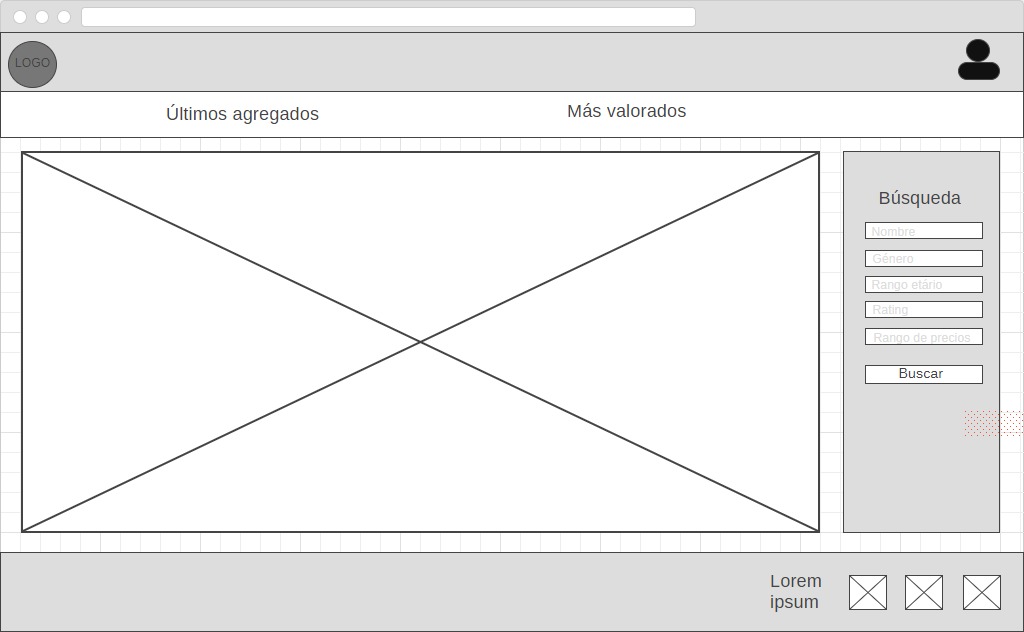 LOGO
Últimos agregados
Más valorados
Búsqueda
Nombre
Género
Rango etário
Rating
Rango de precios
Buscar
Lorem
ipsum